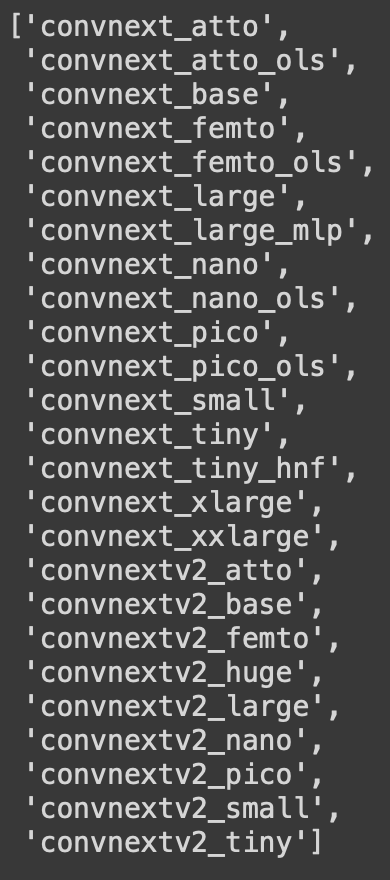 ['convnext_atto',
'convnext_atto_ols',
'convnext_base',
'convnext_femto',
'convnext_femto_ols',
'convnext_large',
'convnext_large_mlp',
'convnext_nano',
'convnext_nano_ols',
'convnext_pico',
'convnext_pico_ols',
'convnext_small',
'convnext_tiny',
'convnext_tiny_hnf',
'convnext_xlarge',
'convnext_xxlarge',
'convnextv2_atto',
'convnextv2_base',
'convnextv2_femto',
'convnextv2_huge',
'convnextv2_large',
'convnextv2_nano',
'convnextv2_pico',
'convnextv2_small',
'convnextv2_tiny']